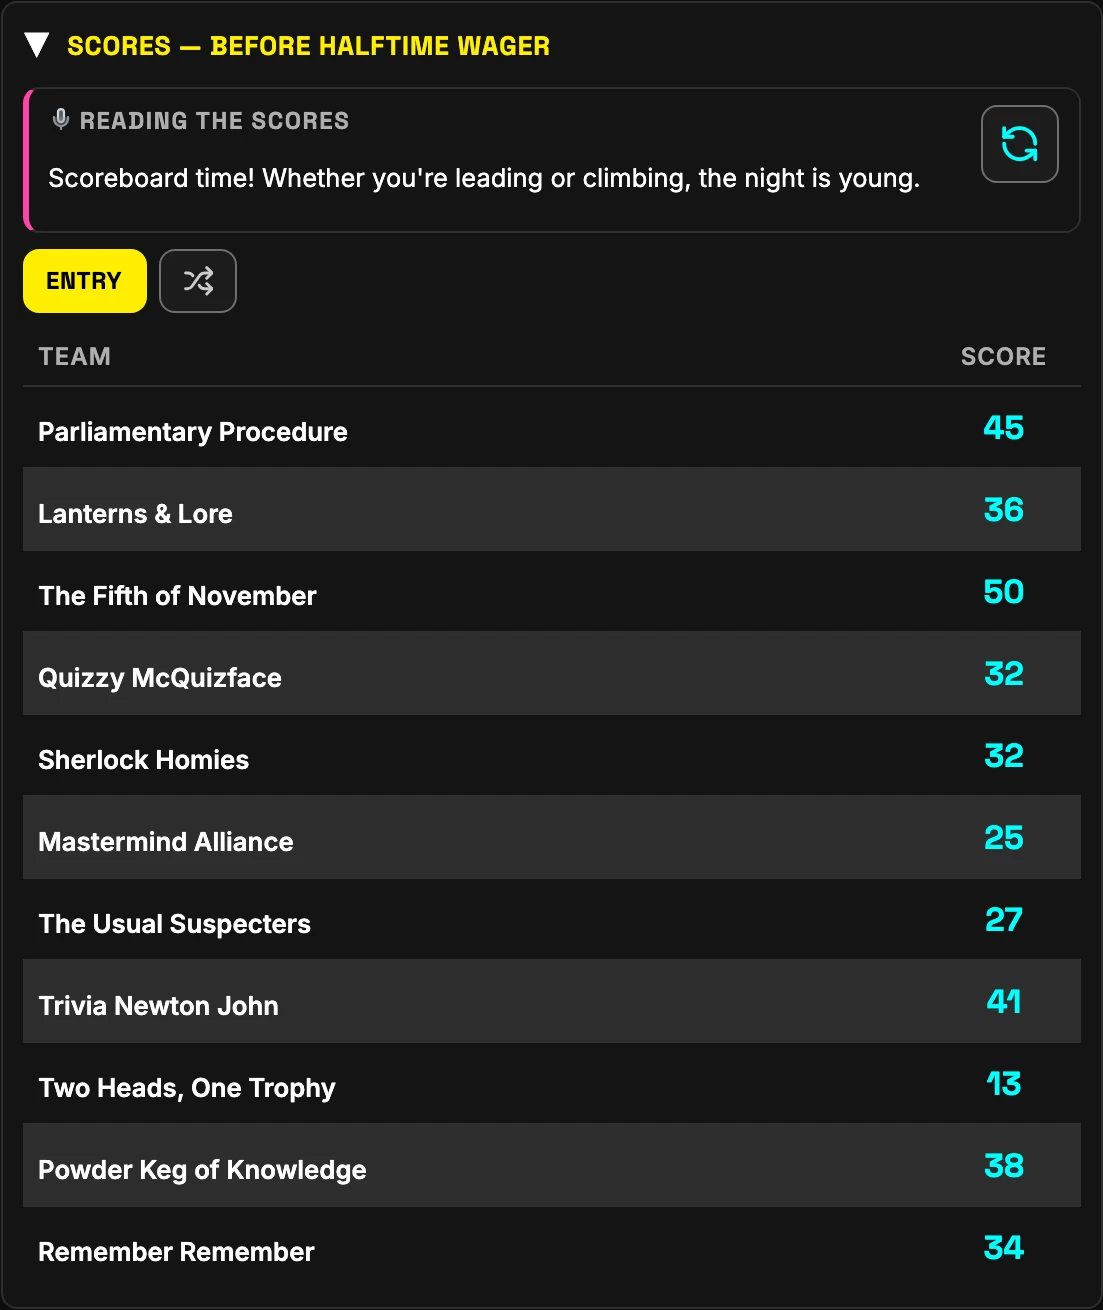 SCORES — BEFORE HALFTIME WAGER
READING THE SCORES
Scoreboard time! Whether you're leading or climbing, the night is young.
ENTRY
TEAM SCORE
Parliamentary Procedure 45
Lanterns & Lore 36
The Fifth of November 50
Quizzy McQuizface 32
Sherlock Homies 32
Mastermind Alliance 25
The Usual Suspecters 27
Trivia Newton John 41
Two Heads, One Trophy 13
Powder Keg of Knowledge 38
Remember Remember 34